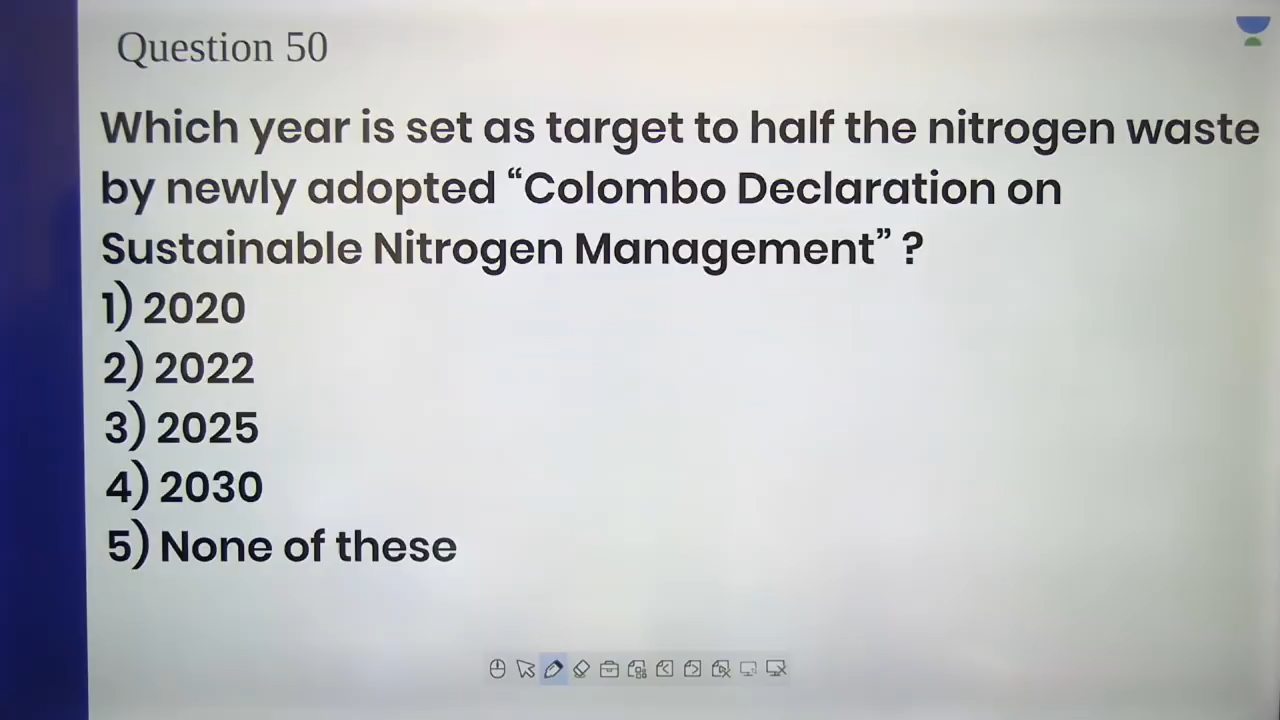 Question 50
Which year is set as target to half the nitrogen waste
by newly adopted “Colombo Declaration on
Sustainable Nitrogen Management” ?
1) 2020
2) 2022
3) 2025
4) 2030
5) None of these